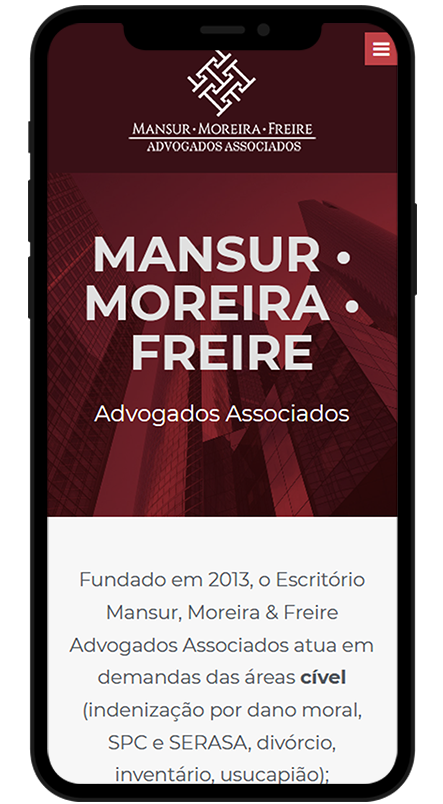 MANSUR • MOREIRA • FREIRE
ADVOGADOS ASSOCIADOS
MANSUR •
MOREIRA •
FREIRE
Advogados Associados
Fundado em 2013, o Escritório
Mansur, Moreira & Freire
Advogados Associados atua em
demandas das áreas cível
(indenização por dano moral,
SPC e SERASA, divórcio,
inventário, usucapião);